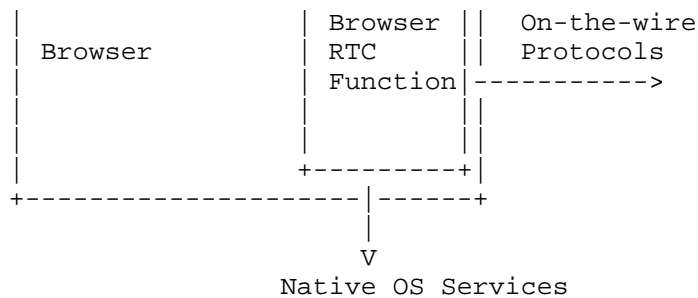 Browser On-the-wire
Browser RTC Protocols
Function
V
Native OS Services